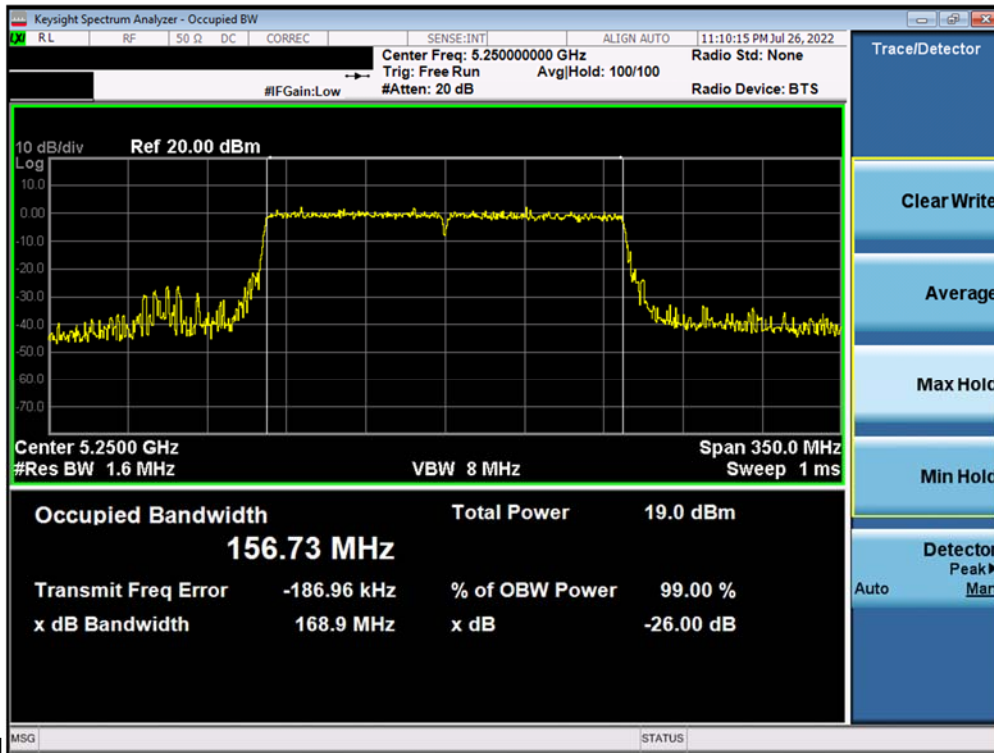 Keysight Spectrum Analyzer - Occupied BW
LXI RL RF 50 Ω DC CORREC SENSE:INT ALIGN AUTO 11:10:15 PM Jul 26, 2022
Center Freq: 5.250000000 GHz Radio Std: None
Trig: Free Run Avg|Hold: 100/100
#IFGain:Low #Atten: 20 dB Radio Device: BTS
10 dB/div Ref 20.00 dBm
Log
10.0
0.00
-10.0
-20.0
-30.0
-40.0
-50.0
-60.0
-70.0
Center 5.2500 GHz Span 350.0 MHz
#Res BW 1.6 MHz VBW 8 MHz Sweep 1 ms
Occupied Bandwidth Total Power 19.0 dBm
156.73 MHz
Transmit Freq Error -186.96 kHz % of OBW Power 99.00 %
x dB Bandwidth 168.9 MHz x dB -26.00 dB
MSG STATUS
Trace/Detector
Clear Write
Average
Max Hold
Min Hold
Detector
Peak▶
Auto Man